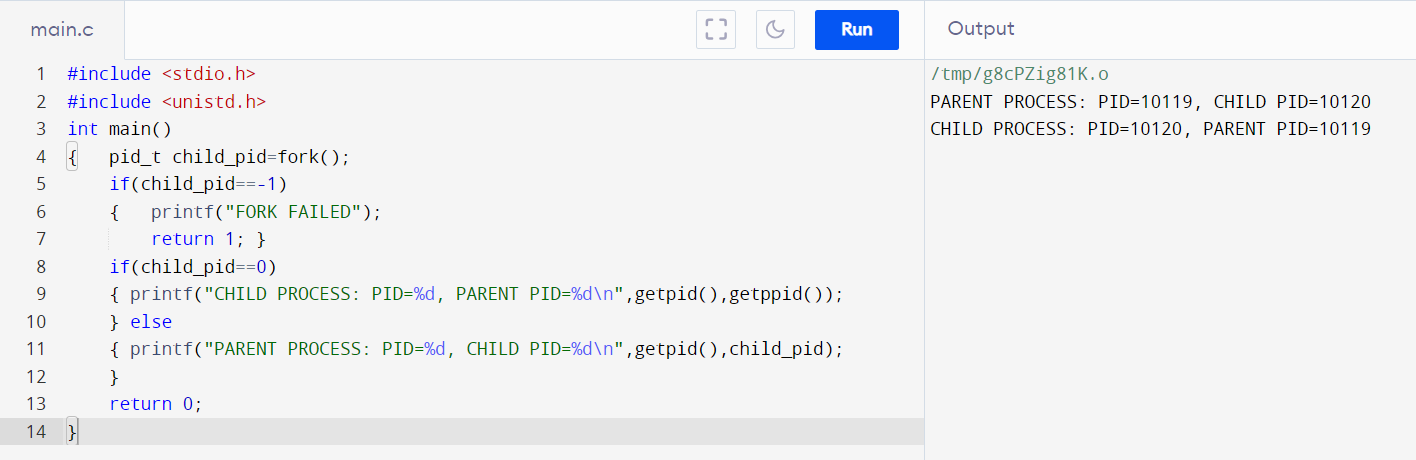 main.c
Run
Output
1 #include <stdio.h>
2 #include <unistd.h>
3 int main()
4 {   pid_t child_pid=fork();
5     if(child_pid==-1)
6     {   printf("FORK FAILED");
7         return 1; }
8     if(child_pid==0)
9     { printf("CHILD PROCESS: PID=%d, PARENT PID=%d\n",getpid(),getppid());
10     } else
11     { printf("PARENT PROCESS: PID=%d, CHILD PID=%d\n",getpid(),child_pid);
12     }
13     return 0;
14 }
/tmp/g8cPZig81K.o
PARENT PROCESS: PID=10119, CHILD PID=10120
CHILD PROCESS: PID=10120, PARENT PID=10119